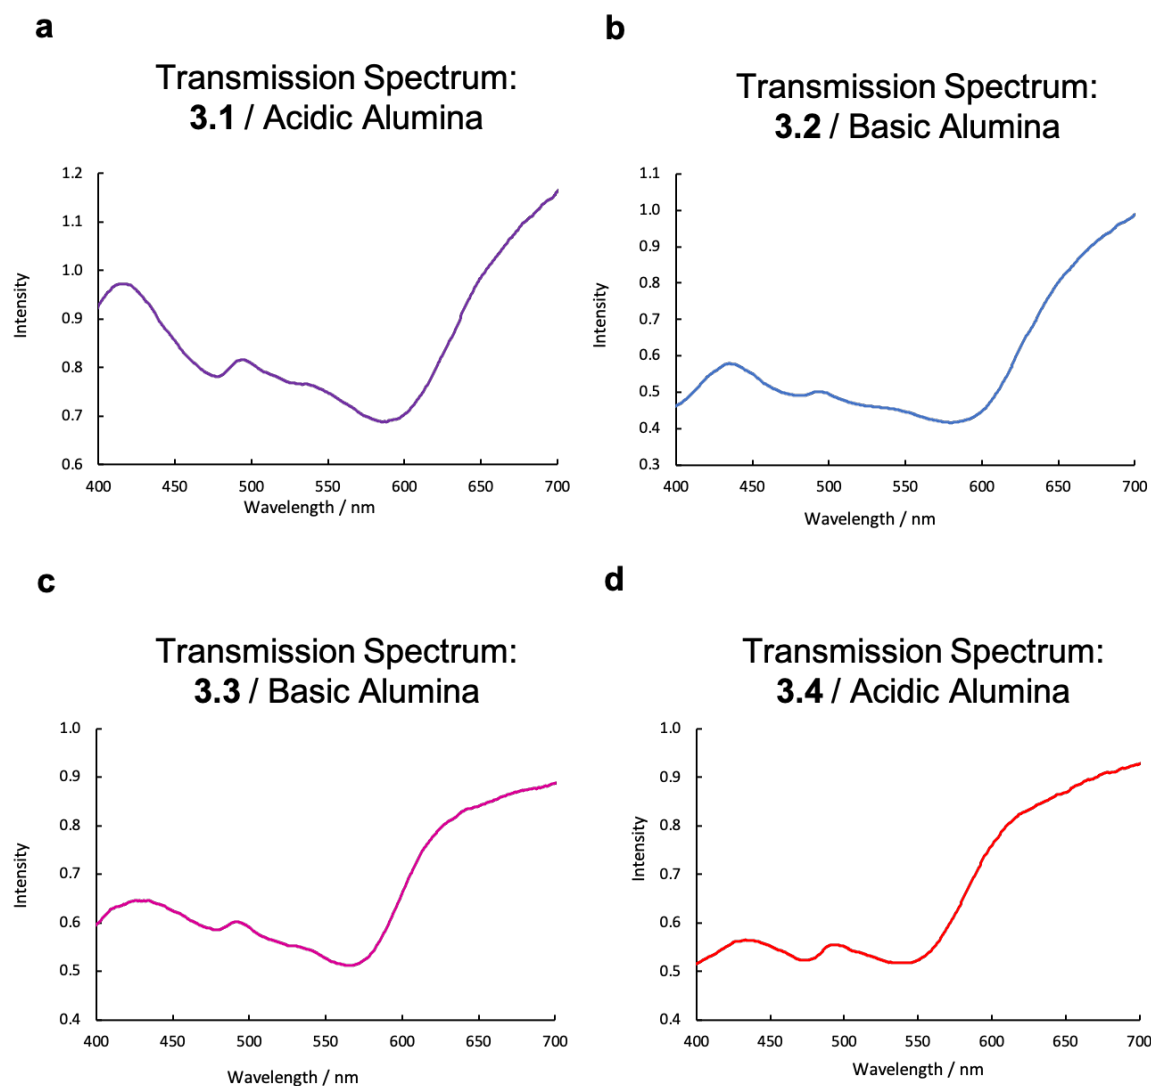 a
Transmission Spectrum:
3.1 / Acidic Alumina
1.2
1.1
1.0
0.9
0.8
0.7
0.6
Intensity
400 450 500 550 600 650 700
Wavelength / nm
b
Transmission Spectrum:
3.2 / Basic Alumina
1.1
1.0
0.9
0.8
0.7
0.6
0.5
0.4
0.3
Intensity
400 450 500 550 600 650 700
Wavelength / nm
c
Transmission Spectrum:
3.3 / Basic Alumina
1.0
0.9
0.8
0.7
0.6
0.5
0.4
Intensity
400 450 500 550 600 650 700
Wavelength / nm
d
Transmission Spectrum:
3.4 / Acidic Alumina
1.0
0.9
0.8
0.7
0.6
0.5
0.4
Intensity
400 450 500 550 600 650 700
Wavelength / nm